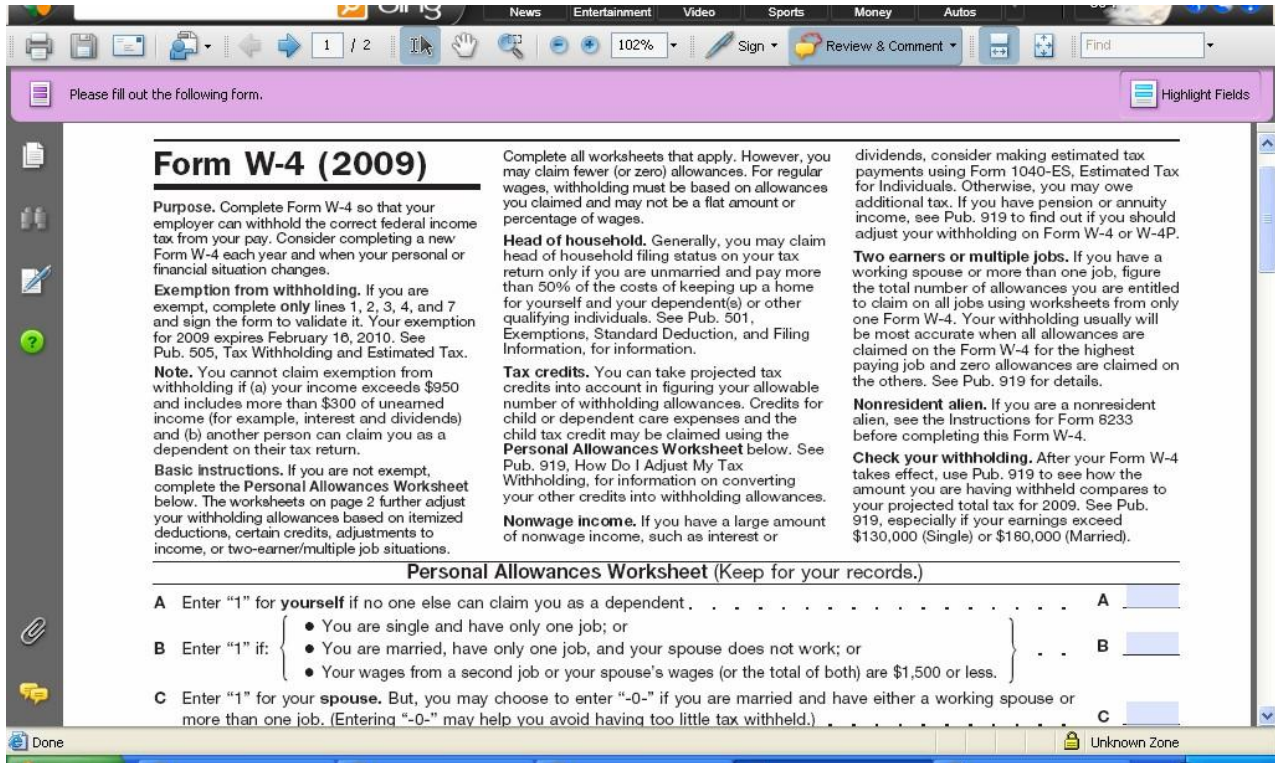 bing
News Entertainment Video Sports Money Autos
1 / 2 102% Sign Review & Comment Find
Please fill out the following form.
Highlight Fields
Form W-4 (2009)
Purpose. Complete Form W-4 so that your
employer can withhold the correct federal income
tax from your pay. Consider completing a new
Form W-4 each year and when your personal or
financial situation changes.
Exemption from withholding. If you are
exempt, complete only lines 1, 2, 3, 4, and 7
and sign the form to validate it. Your exemption
for 2009 expires February 16, 2010. See
Pub. 505, Tax Withholding and Estimated Tax.
Note. You cannot claim exemption from
withholding if (a) your income exceeds $950
and includes more than $300 of unearned
income (for example, interest and dividends)
and (b) another person can claim you as a
dependent on their tax return.
Basic instructions. If you are not exempt,
complete the Personal Allowances Worksheet
below. The worksheets on page 2 further adjust
your withholding allowances based on itemized
deductions, certain credits, adjustments to
income, or two-earner/multiple job situations.
Complete all worksheets that apply. However, you
may claim fewer (or zero) allowances. For regular
wages, withholding must be based on allowances
you claimed and may not be a flat amount or
percentage of wages.
Head of household. Generally, you may claim
head of household filing status on your tax
return only if you are unmarried and pay more
than 50% of the costs of keeping up a home
for yourself and your dependent(s) or other
qualifying individuals. See Pub. 501,
Exemptions, Standard Deduction, and Filing
Information, for information.
Tax credits. You can take projected tax
credits into account in figuring your allowable
number of withholding allowances. Credits for
child or dependent care expenses and the
child tax credit may be claimed using the
Personal Allowances Worksheet below. See
Pub. 919, How Do I Adjust My Tax
Withholding, for information on converting
your other credits into withholding allowances.
Nonwage income. If you have a large amount
of nonwage income, such as interest or
dividends, consider making estimated tax
payments using Form 1040-ES, Estimated Tax
for Individuals. Otherwise, you may owe
additional tax. If you have pension or annuity
income, see Pub. 919 to find out if you should
adjust your withholding on Form W-4 or W-4P.
Two earners or multiple jobs. If you have a
working spouse or more than one job, figure
the total number of allowances you are entitled
to claim on all jobs using worksheets from only
one Form W-4. Your withholding usually will
be most accurate when all allowances are
claimed on the Form W-4 for the highest
paying job and zero allowances are claimed on
the others. See Pub. 919 for details.
Nonresident alien. If you are a nonresident
alien, see the Instructions for Form 8233
before completing this Form W-4.
Check your withholding. After your Form W-4
takes effect, use Pub. 919 to see how the
amount you are having withheld compares to
your projected total tax for 2009. See Pub.
919, especially if your earnings exceed
$130,000 (Single) or $180,000 (Married).
Personal Allowances Worksheet (Keep for your records.)
A Enter “1” for yourself if no one else can claim you as a dependent . . . . . . . . . . . . . . . . . A
● You are single and have only one job; or
B Enter “1” if: ● You are married, have only one job, and your spouse does not work; or . . B
● Your wages from a second job or your spouse’s wages (or the total of both) are $1,500 or less.
C Enter “1” for your spouse. But, you may choose to enter “-0-” if you are married and have either a working spouse or
more than one job. (Entering “-0-” may help you avoid having too little tax withheld.) . . . . . . . . . . . C
Done
Unknown Zone